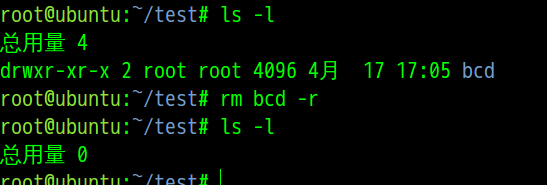 root@ubuntu:~/test# ls -l
总用量 4
drwxr-xr-x 2 root root 4096 4月  17 17:05 bcd
root@ubuntu:~/test# rm bcd -r
root@ubuntu:~/test# ls -l
总用量 0
root@ubuntu:~/test#